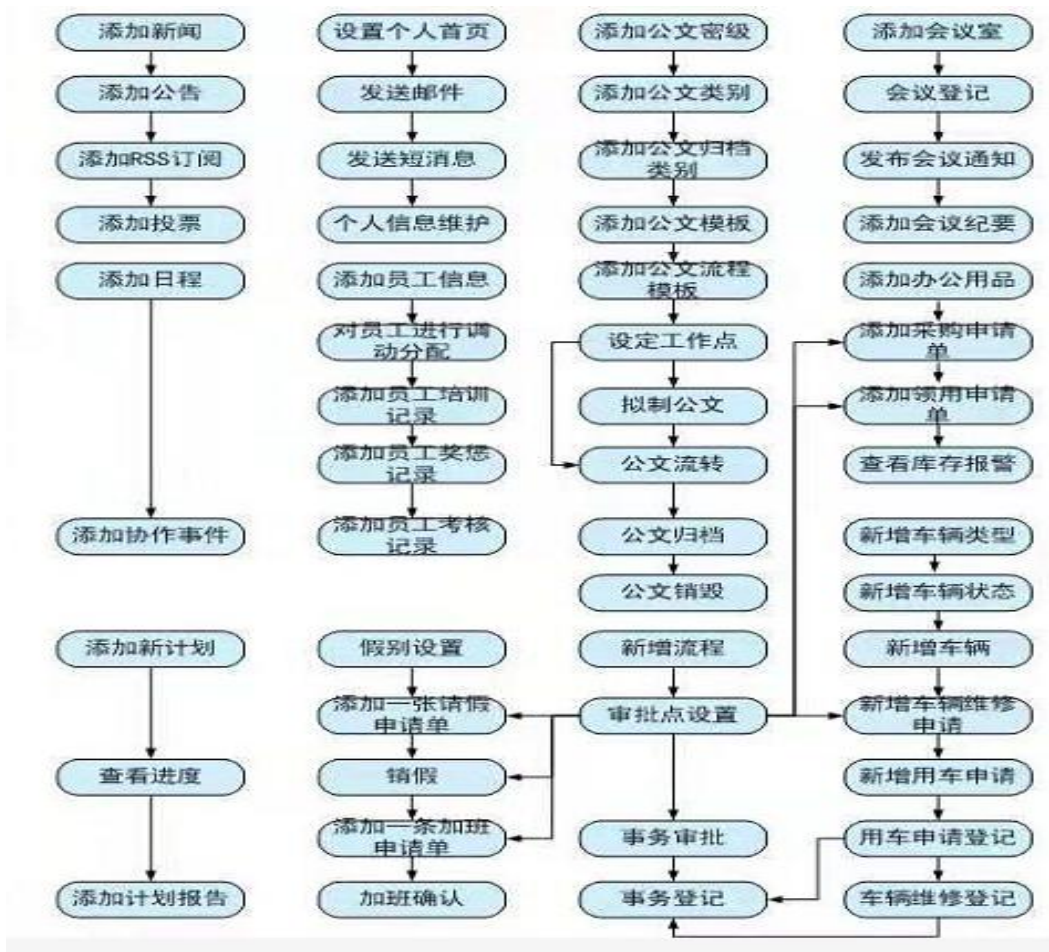 添加新闻
添加公告
添加RSS订阅
添加投票
添加日程
添加协作事件
添加新计划
查看进度
添加计划报告
设置个人首页
发送邮件
发送短消息
个人信息维护
添加员工信息
对员工进行调
动分配
添加员工培训
记录
添加员工奖惩
记录
添加员工考核
记录
假别设置
添加一张请假
申请单
销假
添加一条加班
申请单
加班确认
添加公文密级
添加公文类别
添加公文归档
类别
添加公文模板
添加公文流程
模板
设定工作点
拟制公文
公文流转
公文归档
公文销毁
新增流程
审批点设置
事务审批
事务登记
添加会议室
会议登记
发布会议通知
添加会议纪要
添加办公用品
添加采购申请
单
添加领用申请
单
查看库存报警
新增车辆类型
新增车辆状态
新增车辆
新增车辆维修
申请
新增用车申请
用车申请登记
车辆维修登记